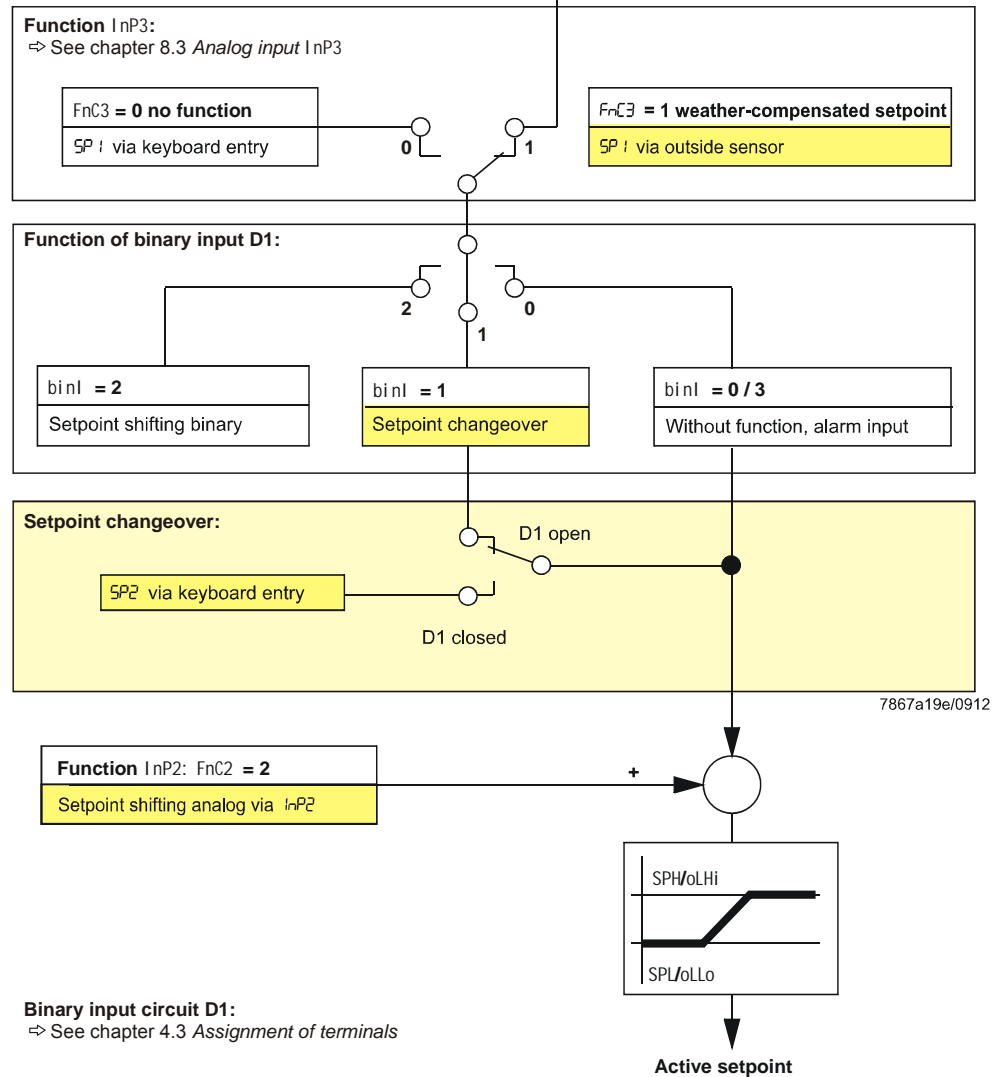 Function InP3:
⇨ See chapter 8.3 Analog input InP3
FnC3 = 0 no function
SP1 via keyboard entry
FnC3 = 1 weather-compensated setpoint
SP1 via outside sensor
0
1
Function of binary input D1:
2
1
0
binI = 2
Setpoint shifting binary
binI = 1
Setpoint changeover
binI = 0 / 3
Without function, alarm input
Setpoint changeover:
D1 open
SP2 via keyboard entry
D1 closed
7867a19e/0912
Function InP2: FnC2 = 2
Setpoint shifting analog via InP2
+
SPH/oLHi
SPL/oLLo
Binary input circuit D1:
⇨ See chapter 4.3 Assignment of terminals
Active setpoint